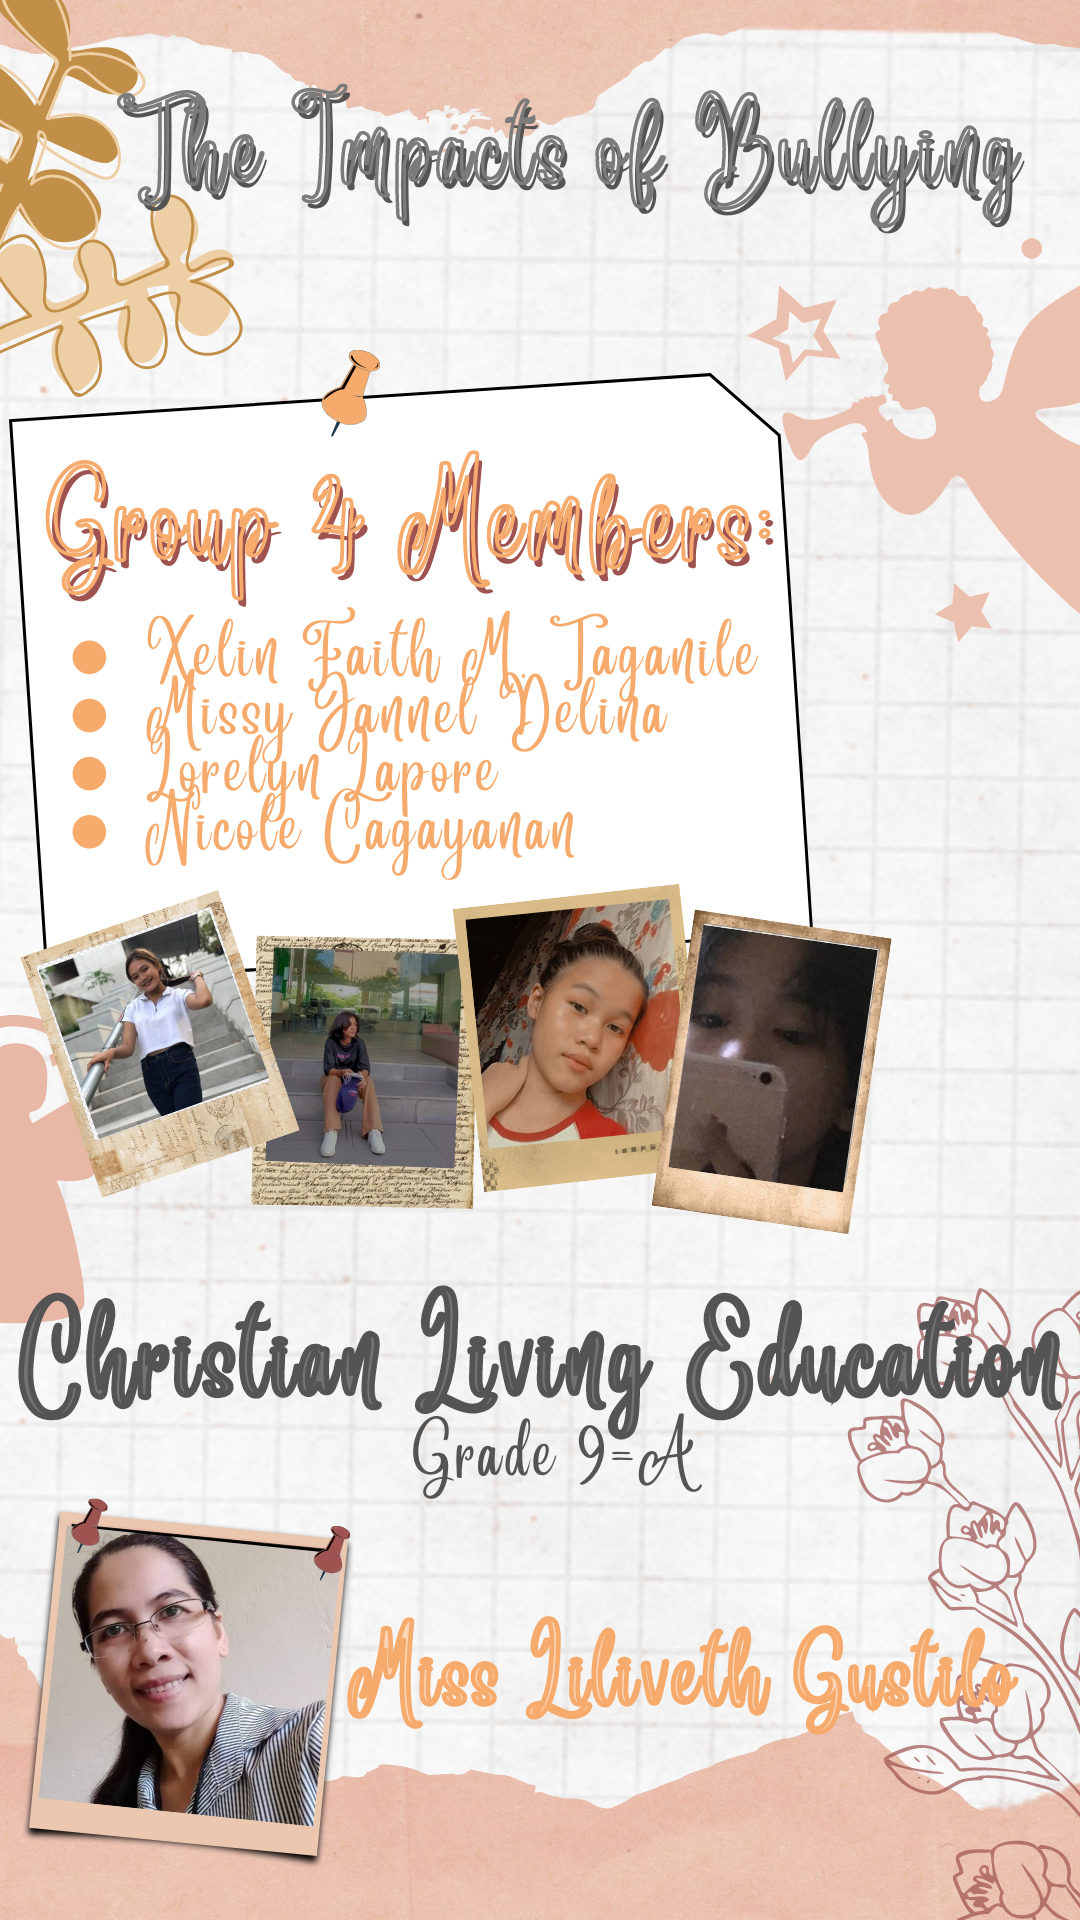 The Impacts of Bullying
Group 4 Members:
Xelin Faith M. Taganile
Missy Jannel Delina
Lorelyn Lapore
Nicole Cagayanan
Christian Living Education
Grade 9=A
Miss Liliveth Gustilo